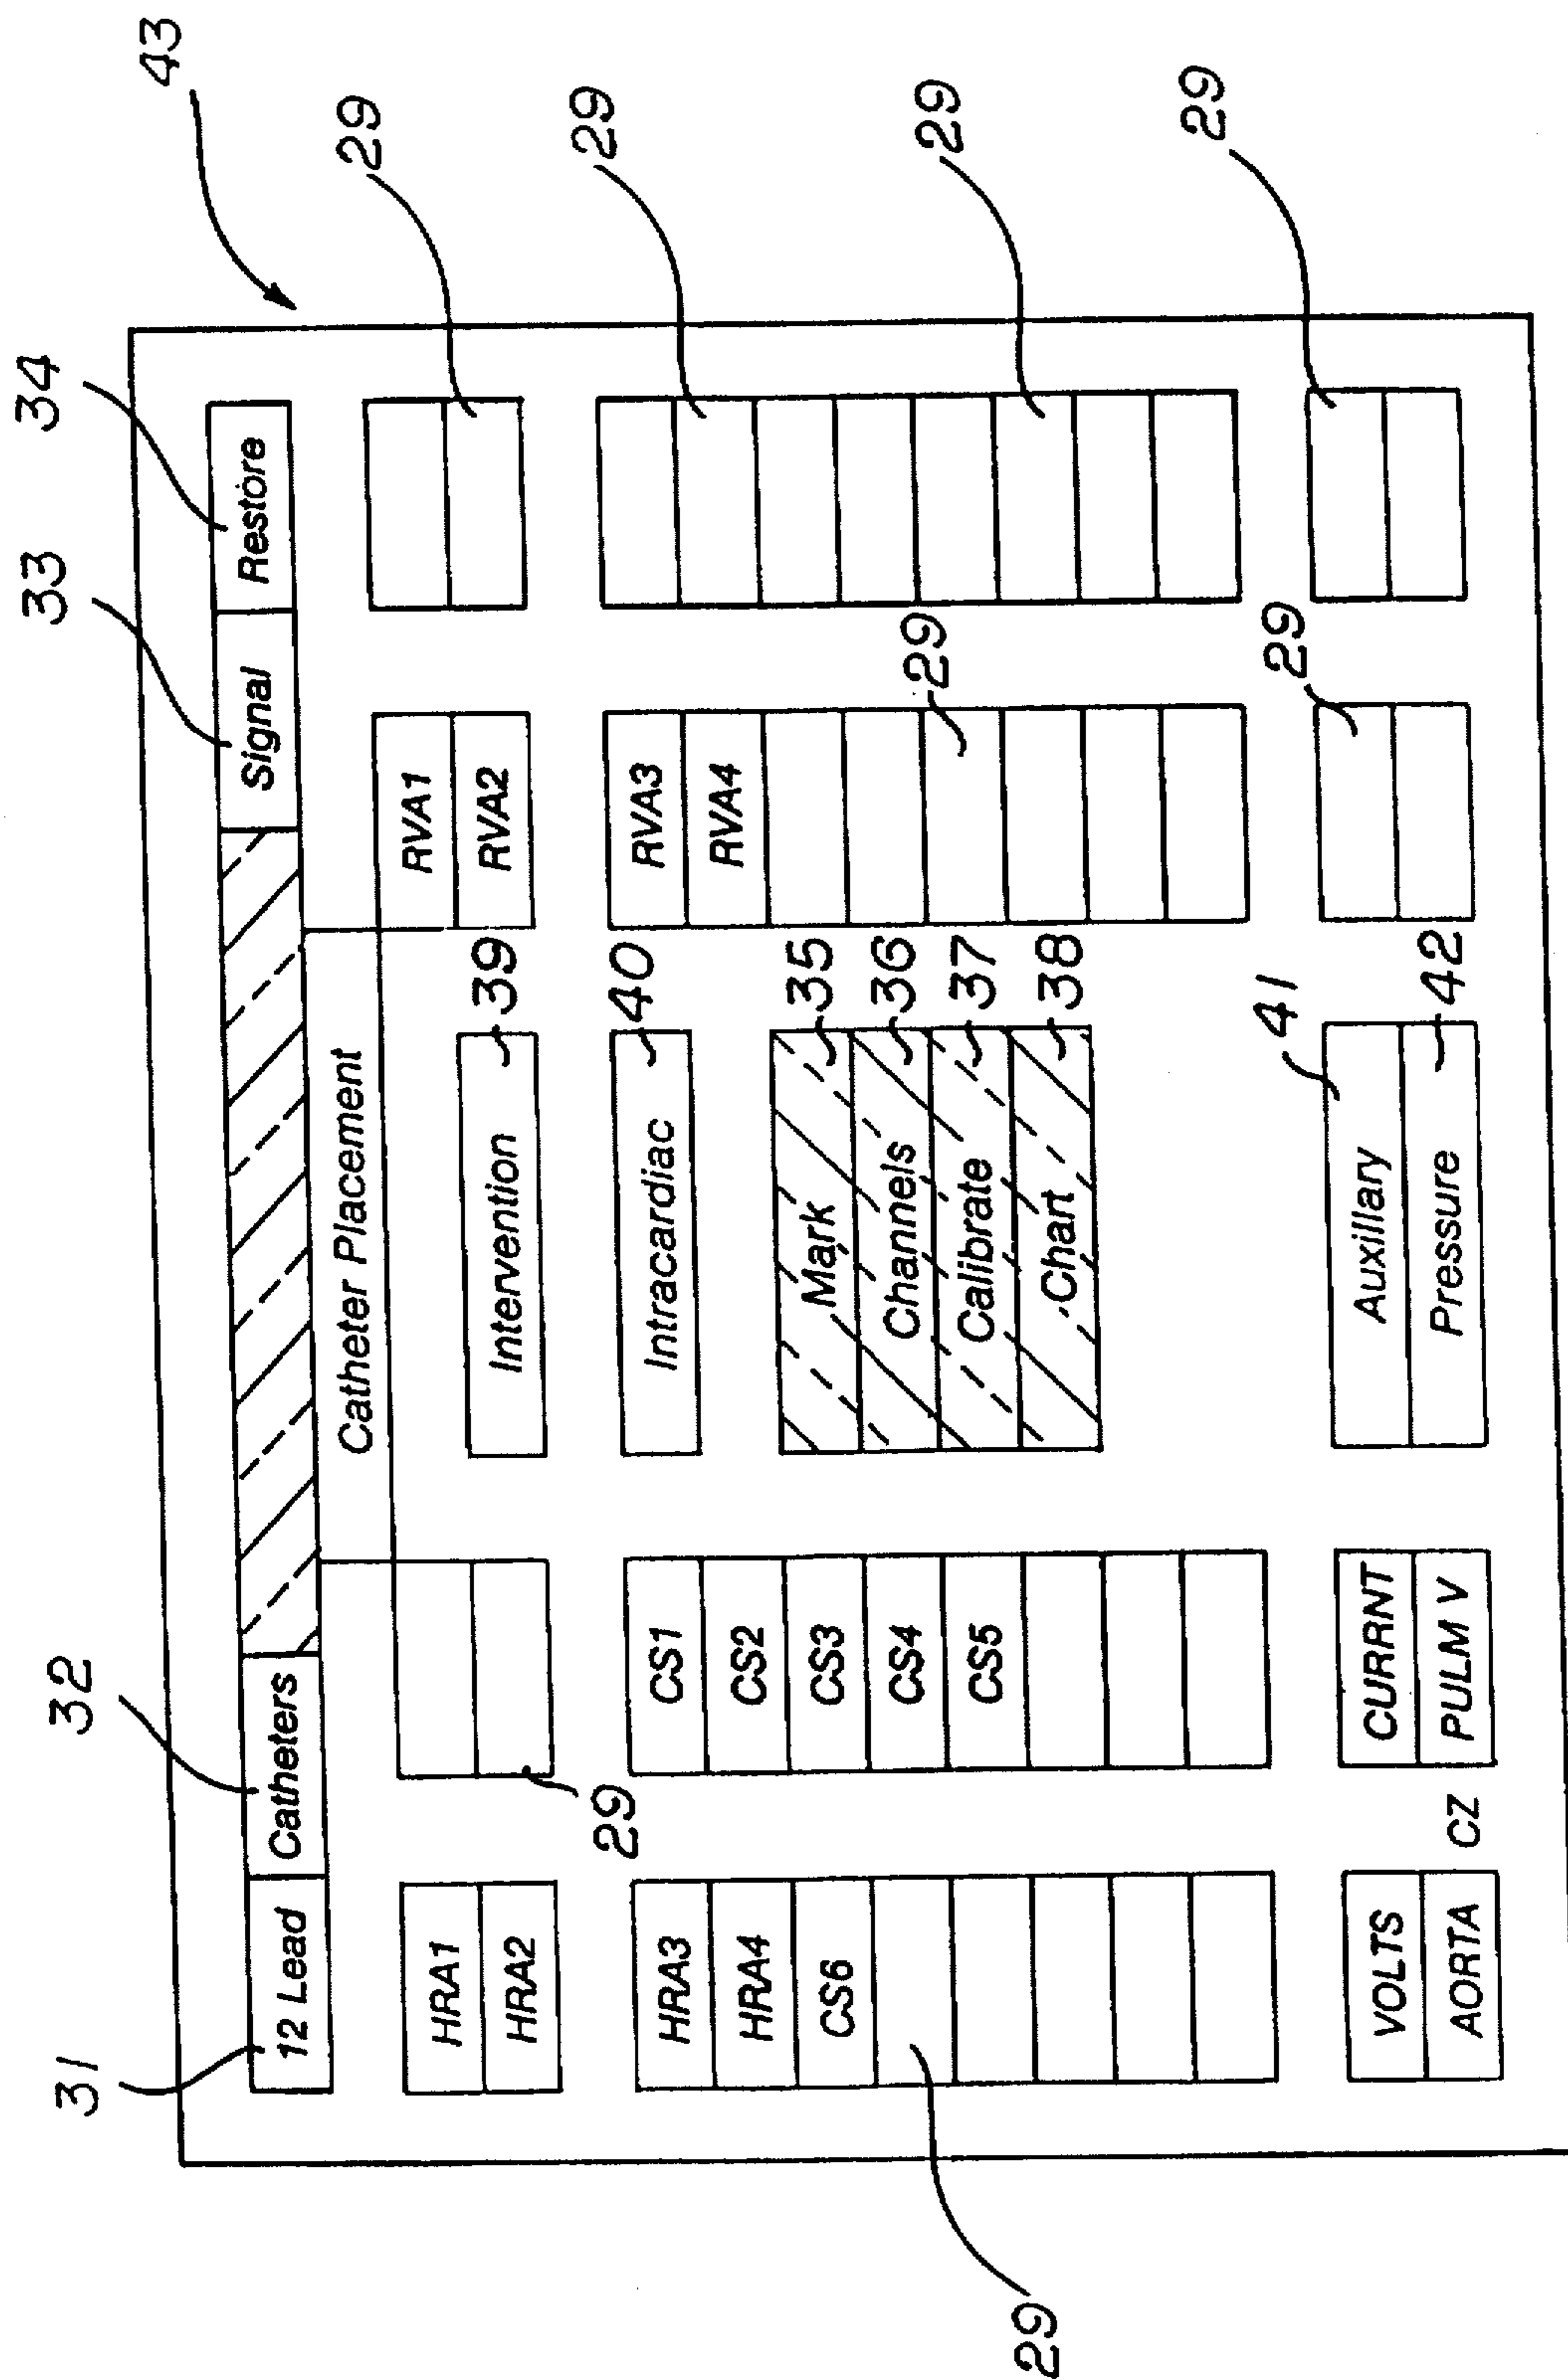 43
31
32
33
34
12 Lead
Catheters
Signal
Restore
Catheter Placement
HRA1
HRA2
29
RVA1
RVA2
29
Intervention 39
HRA3
HRA4
CS6
29
CS1
CS2
CS3
CS4
CS5
Intracardiac 40
Mark 35
Channels 36
Calibrate 37
Chart 38
RVA3
RVA4
29
29
29
VOLTS
AORTA
CZ
CURRNT
PULM V
Auxillary 41
Pressure 42
29
29